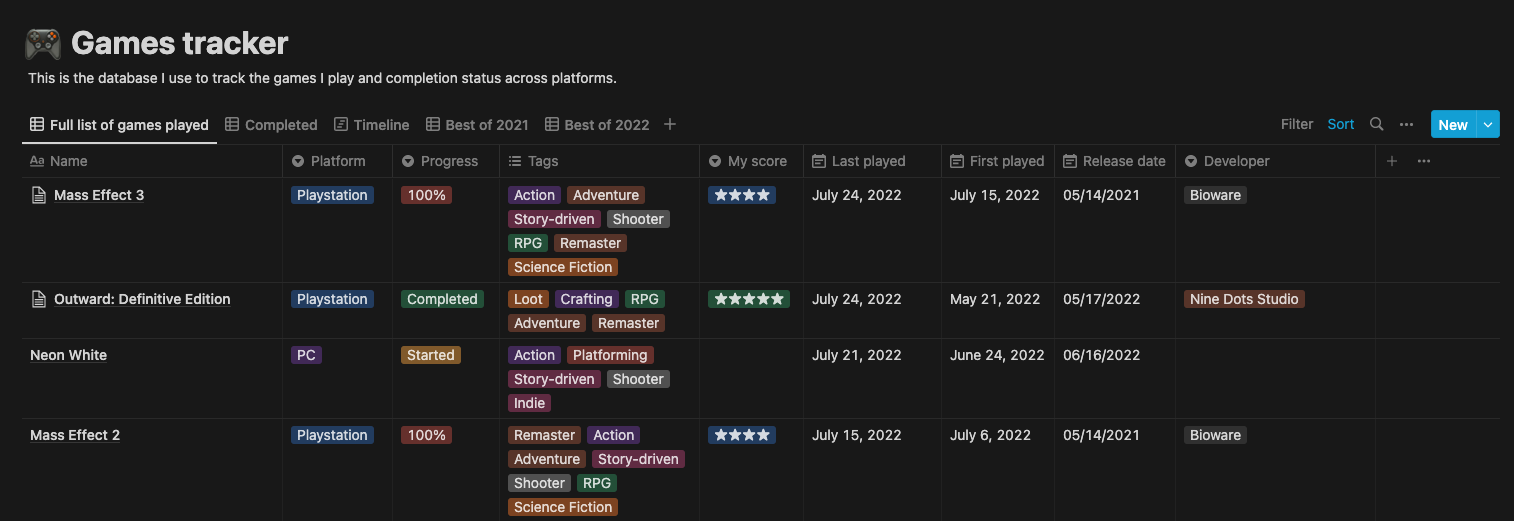 Games tracker
This is the database I use to track the games I play and completion status across platforms.
Full list of games played Completed Timeline Best of 2021 Best of 2022 +
Filter Sort ••• New
Aa Name Platform Progress Tags My score Last played First played Release date Developer + •••
Mass Effect 3 Playstation 100% Action Adventure ★★★★ July 24, 2022 July 15, 2022 05/14/2021 Bioware
Story-driven Shooter
RPG Remaster
Science Fiction
Outward: Definitive Edition Playstation Completed Loot Crafting RPG ★★★★★ July 24, 2022 May 21, 2022 05/17/2022 Nine Dots Studio
Adventure Remaster
Neon White PC Started Action Platforming July 21, 2022 June 24, 2022 06/16/2022
Story-driven Shooter
Indie
Mass Effect 2 Playstation 100% Remaster Action ★★★★ July 15, 2022 July 6, 2022 05/14/2021 Bioware
Adventure Story-driven
Shooter RPG
Science Fiction